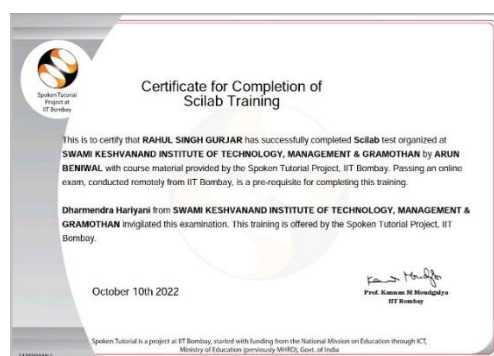 Spoken Tutorial
Project at
IIT Bombay
Certificate for Completion of
Scilab Training
This is to certify that RAHUL SINGH GURJAR has successfully completed Scilab test organized at
SWAMI KESHVANAND INSTITUTE OF TECHNOLOGY, MANAGEMENT & GRAMOTHAN by ARUN
BENIWAL with course material provided by the Spoken Tutorial Project, IIT Bombay. Passing an online
exam, conducted remotely from IIT Bombay, is a pre-requisite for completing this training.
Dharmendra Hariyani from SWAMI KESHVANAND INSTITUTE OF TECHNOLOGY, MANAGEMENT &
GRAMOTHAN invigilated this examination. This training is offered by the Spoken Tutorial Project, IIT
Bombay.
October 10th 2022
Prof. Kannan M Moudgalya
IIT Bombay
Spoken Tutorial is a project at IIT Bombay, started with funding from the National Mission on Education through ICT,
Ministry of Education (previously MHRD), Govt. of India